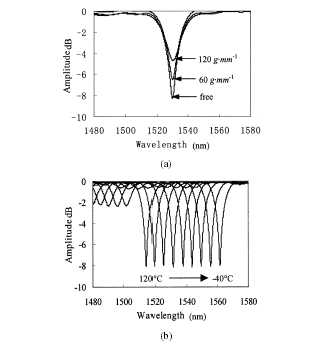 0
-2
-4
-6
-8
-10
Amplitude dB
120 g·mm⁻¹
60 g·mm⁻¹
free
1480 1500 1520 1540 1560 1580
Wavelength (nm)
(a)
0
-2
-4
-6
-8
-10
Amplitude dB
120°C -40°C
1480 1500 1520 1540 1560 1580
Wavelength (nm)
(b)